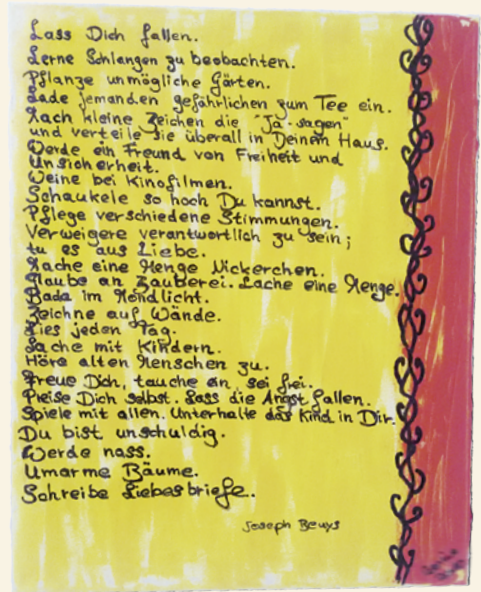 Lass Dich fallen.
Lerne Schlangen zu beobachten.
Pflanze unmögliche Gärten.
Lade jemanden gefährlichen zum Tee ein.
Mach kleine Zeichen die "Ja-sagen"
und verteile sie überall in Deinem Haus.
Werde ein Freund von Freiheit und
Unsicherheit.
Weine bei Kinofilmen.
Schaukele so hoch Du kannst.
Pflege verschiedene Stimmungen.
Verweigere verantwortlich zu sein;
tu es aus Liebe.
Mache eine Menge Nickerchen.
Glaube an Zauberei. Lache eine Menge.
Bade im Mondlicht.
Zeichne auf Wände.
Lies jeden Tag.
Lache mit Kindern.
Höre alten Menschen zu.
Freue Dich, tauche ein, sei frei.
Preise Dich selbst. Lass die Angst fallen.
Spiele mit allen. Unterhalte das Kind in Dir.
Du bist unschuldig.
Werde nass.
Umarme Bäume.
Schreibe Liebesbriefe.
Joseph Beuys